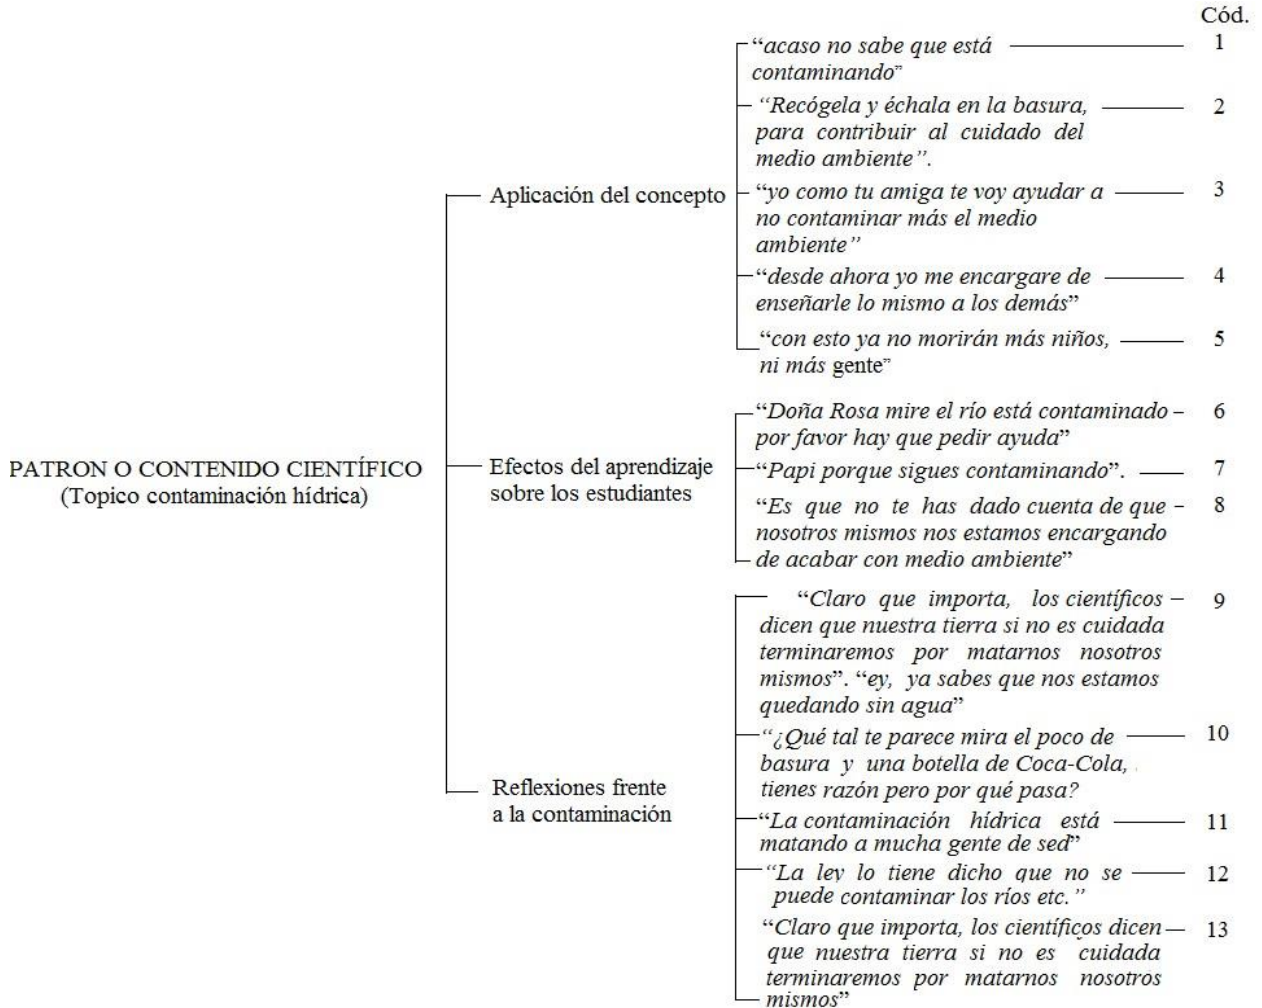 Cód.
“acaso no sabe que está 1
contaminando”
“Recógela y échala en la basura, 2
para contribuir al cuidado del
medio ambiente”.
Aplicación del concepto
“yo como tu amiga te voy ayudar a 3
no contaminar más el medio
ambiente”
“desde ahora yo me encargare de 4
enseñarle lo mismo a los demás”
“con esto ya no morirán más niños, 5
ni más gente”
“Doña Rosa mire el río está contaminado 6
por favor hay que pedir ayuda”
PATRON O CONTENIDO CIENTÍFICO
(Topico contaminación hídrica)
Efectos del aprendizaje
sobre los estudiantes
“Papi porque sigues contaminando”. 7
“Es que no te has dado cuenta de que 8
nosotros mismos nos estamos encargando
de acabar con medio ambiente”
“Claro que importa, los científicos 9
dicen que nuestra tierra si no es cuidada
terminaremos por matarnos nosotros
mismos”. “ey, ya sabes que nos estamos
quedando sin agua”
“¿Qué tal te parece mira el poco de 10
basura y una botella de Coca-Cola,
tienes razón pero por qué pasa?
Reflexiones frente
a la contaminación
“La contaminación hídrica está 11
matando a mucha gente de sed”
“La ley lo tiene dicho que no se 12
puede contaminar los ríos etc.”
“Claro que importa, los científicos dicen 13
que nuestra tierra si no es cuidada
terminaremos por matarnos nosotros
mismos”